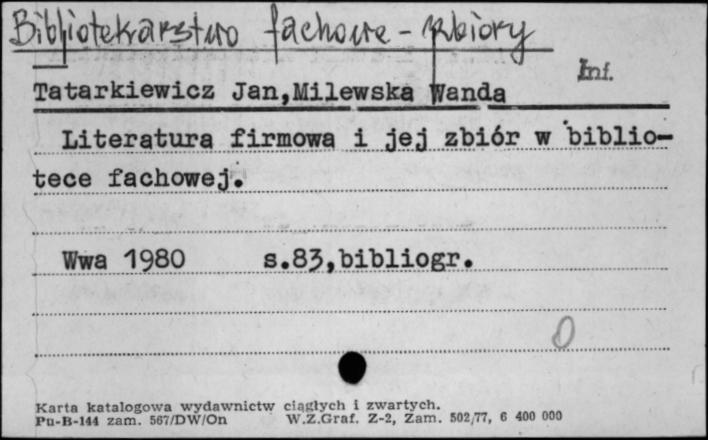 Bibliotekarstwo fachowe - zbiory
Inf.
Tatarkiewicz Jan,Milewska Wanda
Literatura firmowa i jej zbiór w biblio-
tece fachowej.
Wwa 1980 s.83,bibliogr.
0
Karta katalogowa wydawnictw ciągłych i zwartych.
Pu-B-144 zam. 567/DW/On W.Z.Graf. Z-2, Zam. 502/77, 6 400 000